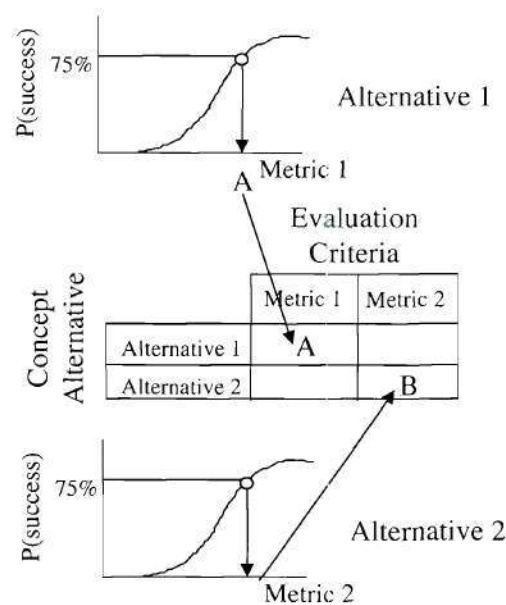 P(success)
75%
Alternative 1
Metric 1
A
Evaluation
Criteria
Concept
Alternative
Metric 1 Metric 2
Alternative 1 A
Alternative 2 B
P(success)
75%
Alternative 2
Metric 2